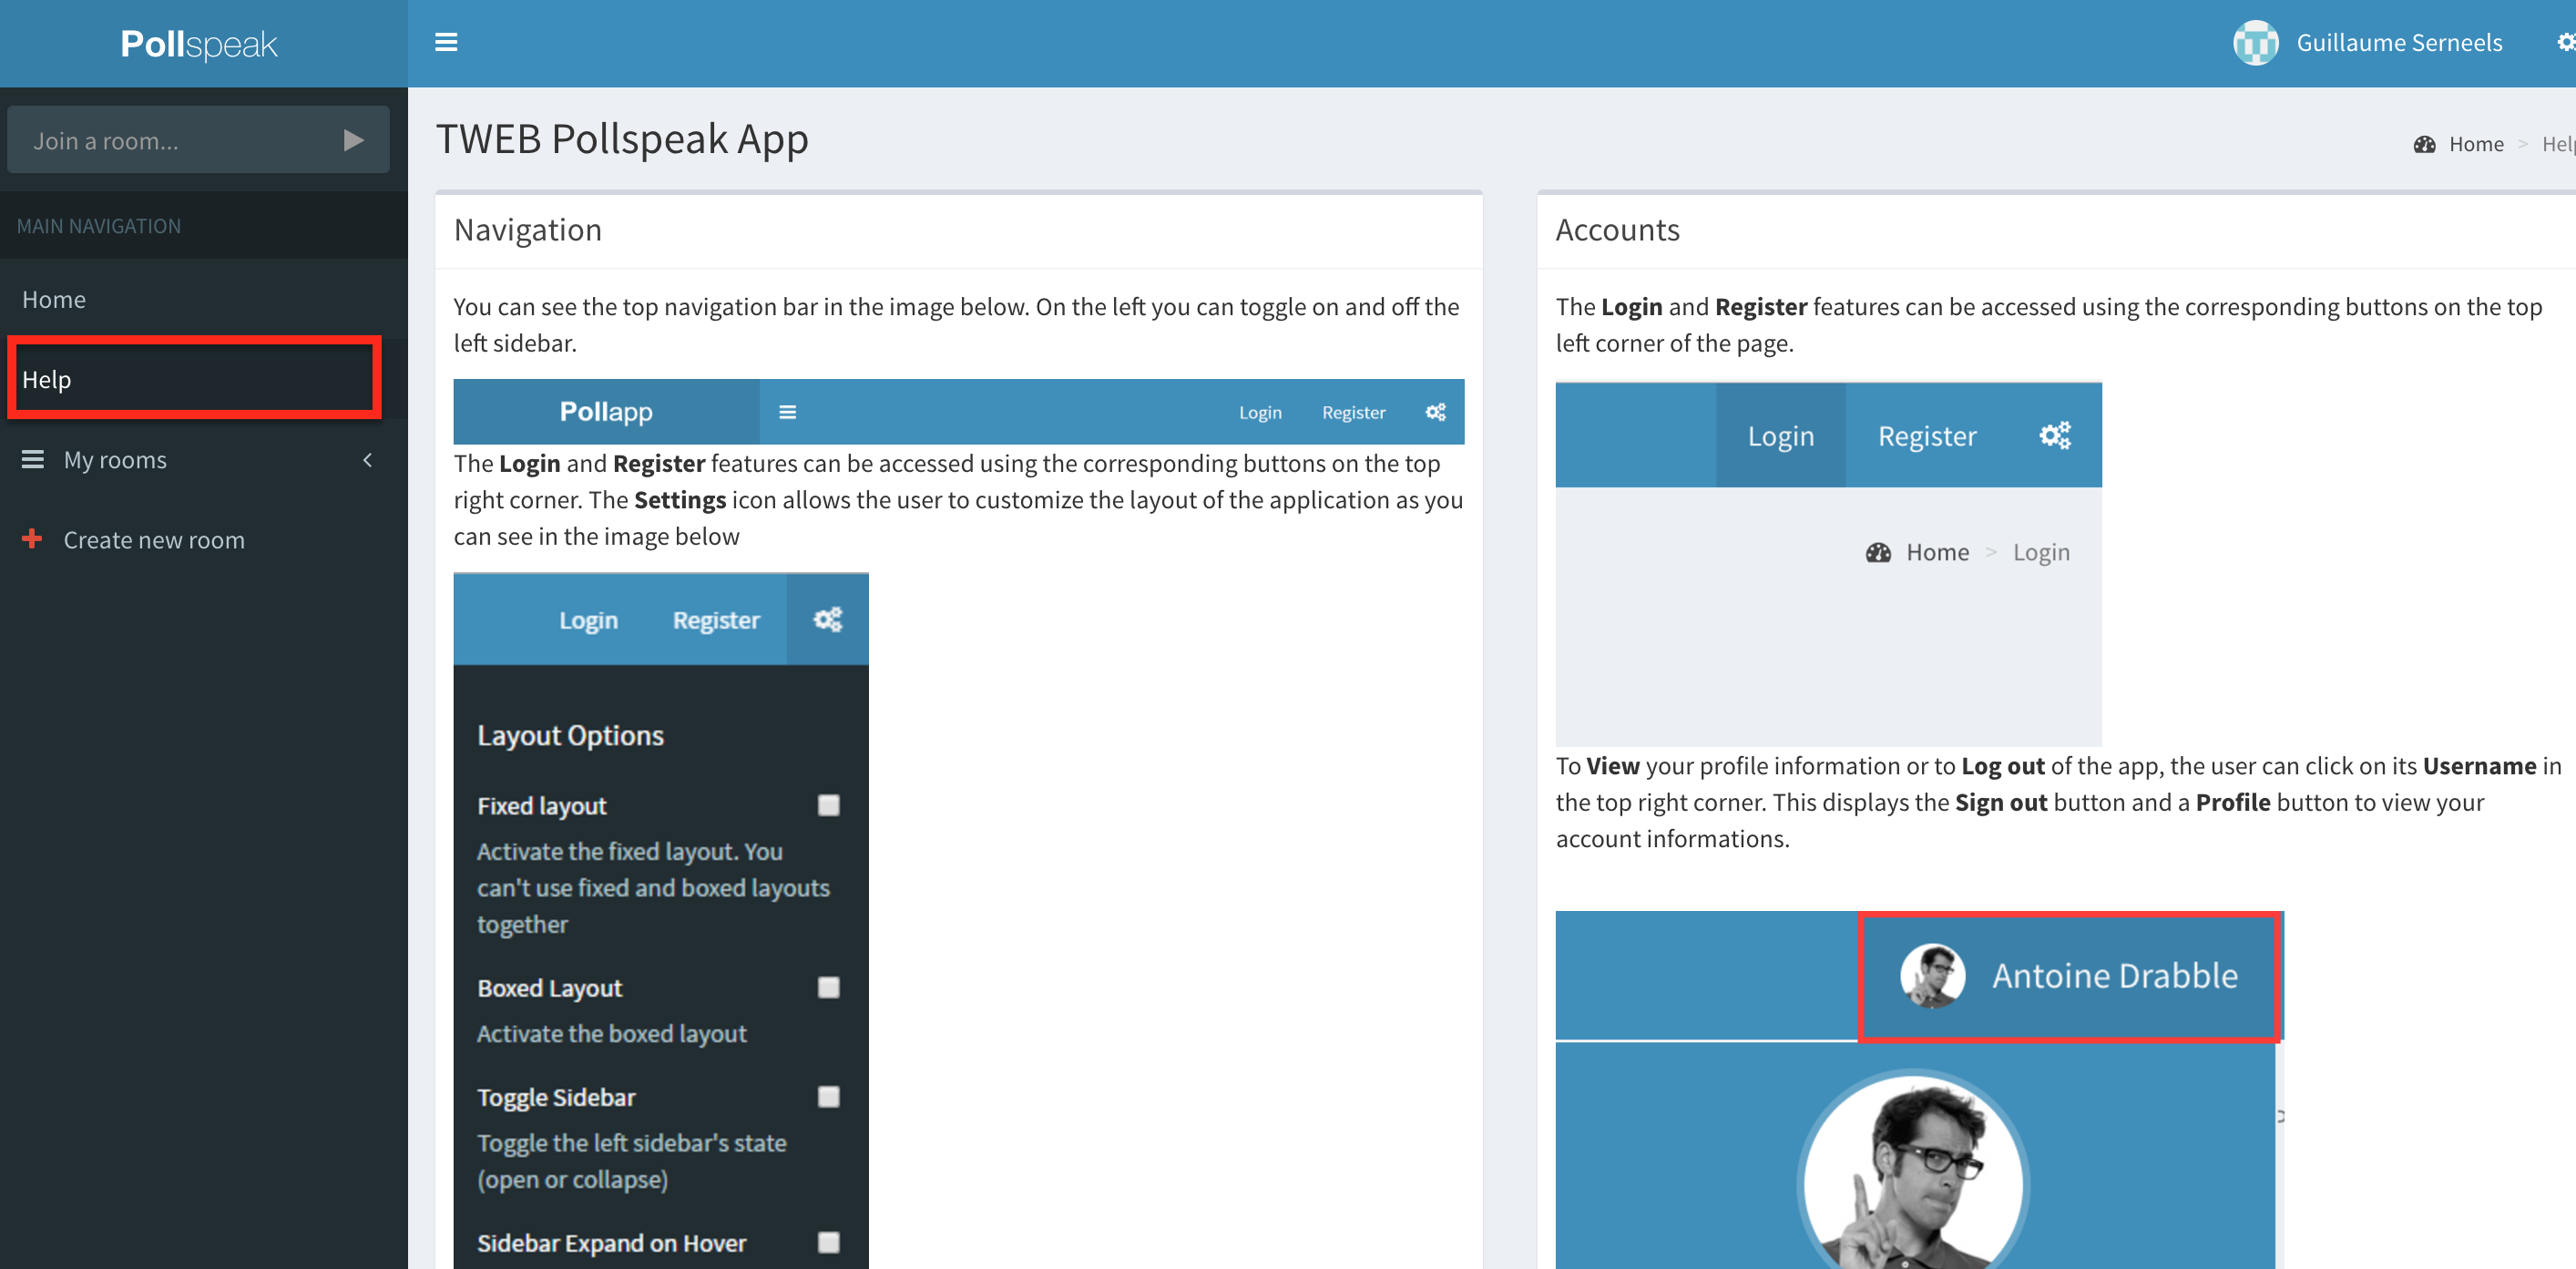 Pollspeak
Guillaume Serneels
Join a room...
MAIN NAVIGATION
Home
Help
My rooms
Create new room
TWEB Pollspeak App
Home > Help
Navigation
You can see the top navigation bar in the image below. On the left you can toggle on and off the
left sidebar.
Pollapp
Login Register
The Login and Register features can be accessed using the corresponding buttons on the top
right corner. The Settings icon allows the user to customize the layout of the application as you
can see in the image below
Login Register
Layout Options
Fixed layout
Activate the fixed layout. You
can't use fixed and boxed layouts
together
Boxed Layout
Activate the boxed layout
Toggle Sidebar
Toggle the left sidebar's state
(open or collapse)
Sidebar Expand on Hover
Accounts
The Login and Register features can be accessed using the corresponding buttons on the top
left corner of the page.
Login Register
Home > Login
To View your profile information or to Log out of the app, the user can click on its Username in
the top right corner. This displays the Sign out button and a Profile button to view your
account informations.
Antoine Drabble